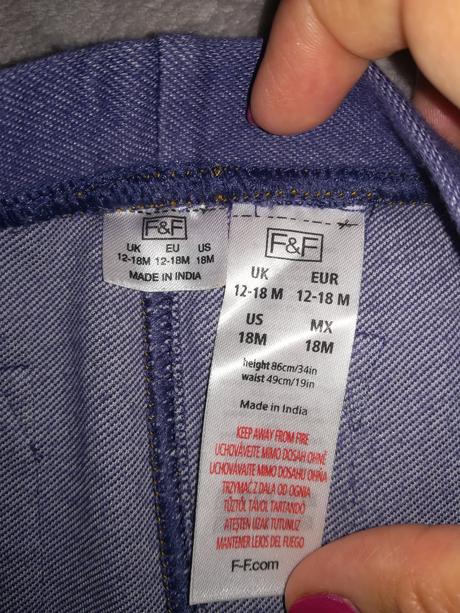 F&F
UK EU US
12-18M 12-18M 18M
MADE IN INDIA
F&F
UK EUR
12-18 M 12-18 M
US MX
18M 18M
height 86cm/34in
waist 49cm/19in
Made in India
KEEP AWAY FROM FIRE
UCHOVÁVEJTE MIMO DOSAH OHNĚ
UCHOVÁVAJTE MIMO DOSAHU OHŇA
TRZYMAĆ Z DALA OD OGNIA
TŰZTŐL TÁVOL TARTANDÓ
ATEŞTEN UZAK TUTUNUZ
MANTENER LEJOS DEL FUEGO
F-F.com